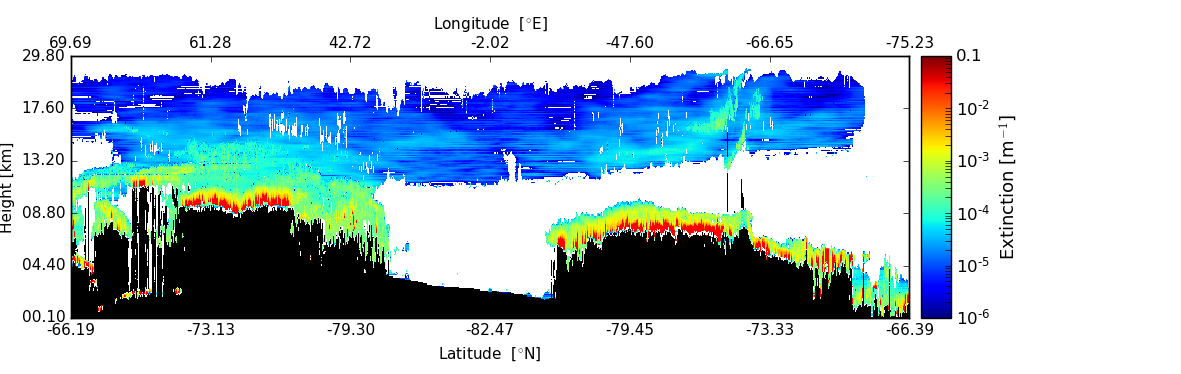 Longitude [°E]
69.69 61.28 42.72 -2.02 -47.60 -66.65 -75.23
29.80
17.60
13.20
08.80
04.40
00.10
Height [km]
-66.19 -73.13 -79.30 -82.47 -79.45 -73.33 -66.39
Latitude [°N]
0.1
10⁻²
10⁻³
10⁻⁴
10⁻⁵
10⁻⁶
Extinction [m⁻¹]